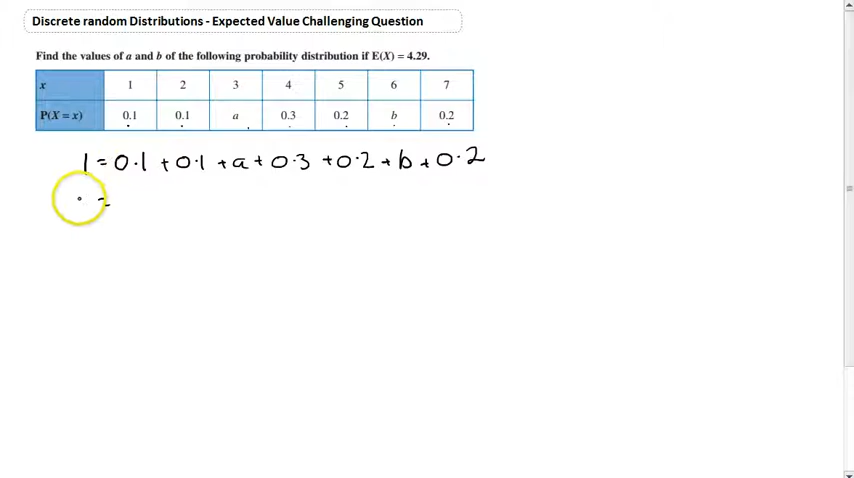 Discrete random Distributions - Expected Value Challenging Question
Find the values of a and b of the following probability distribution if E(X) = 4.29.
x 1 2 3 4 5 6 7
P(X = x) 0.1 0.1 a 0.3 0.2 b 0.2
1 = 0.1 + 0.1 + a + 0.3 + 0.2 + b + 0.2
=